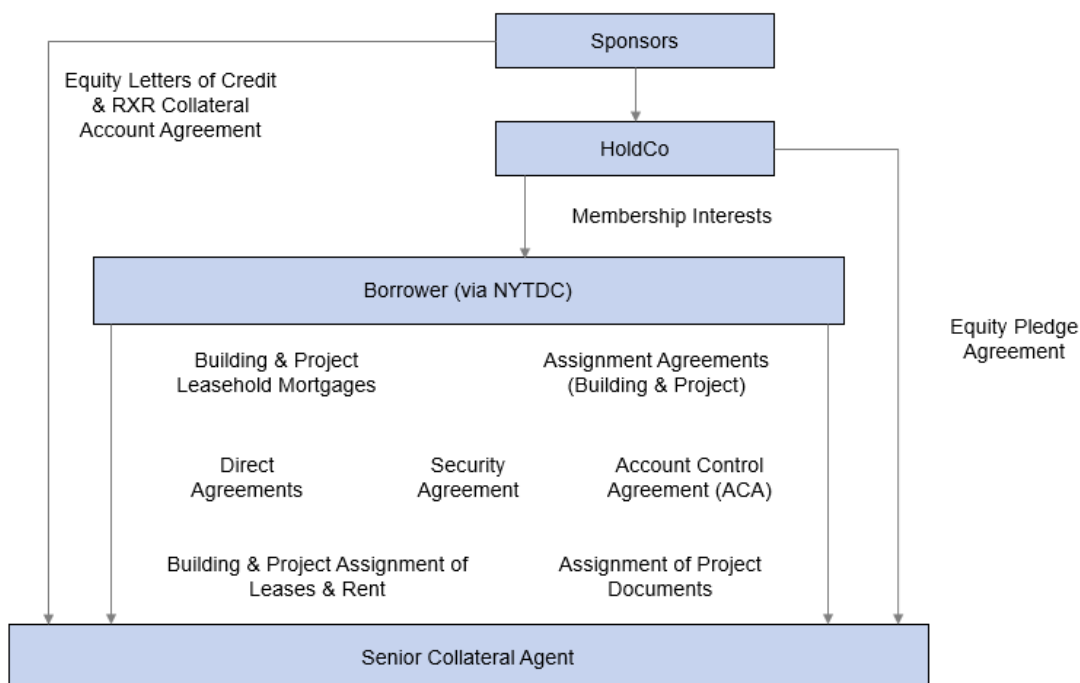 Sponsors
Equity Letters of Credit
& RXR Collateral
Account Agreement
HoldCo
Membership Interests
Borrower (via NYTDC)
Equity Pledge
Agreement
Building & Project
Leasehold Mortgages
Assignment Agreements
(Building & Project)
Direct
Agreements
Security
Agreement
Account Control
Agreement (ACA)
Building & Project Assignment of
Leases & Rent
Assignment of Project
Documents
Senior Collateral Agent